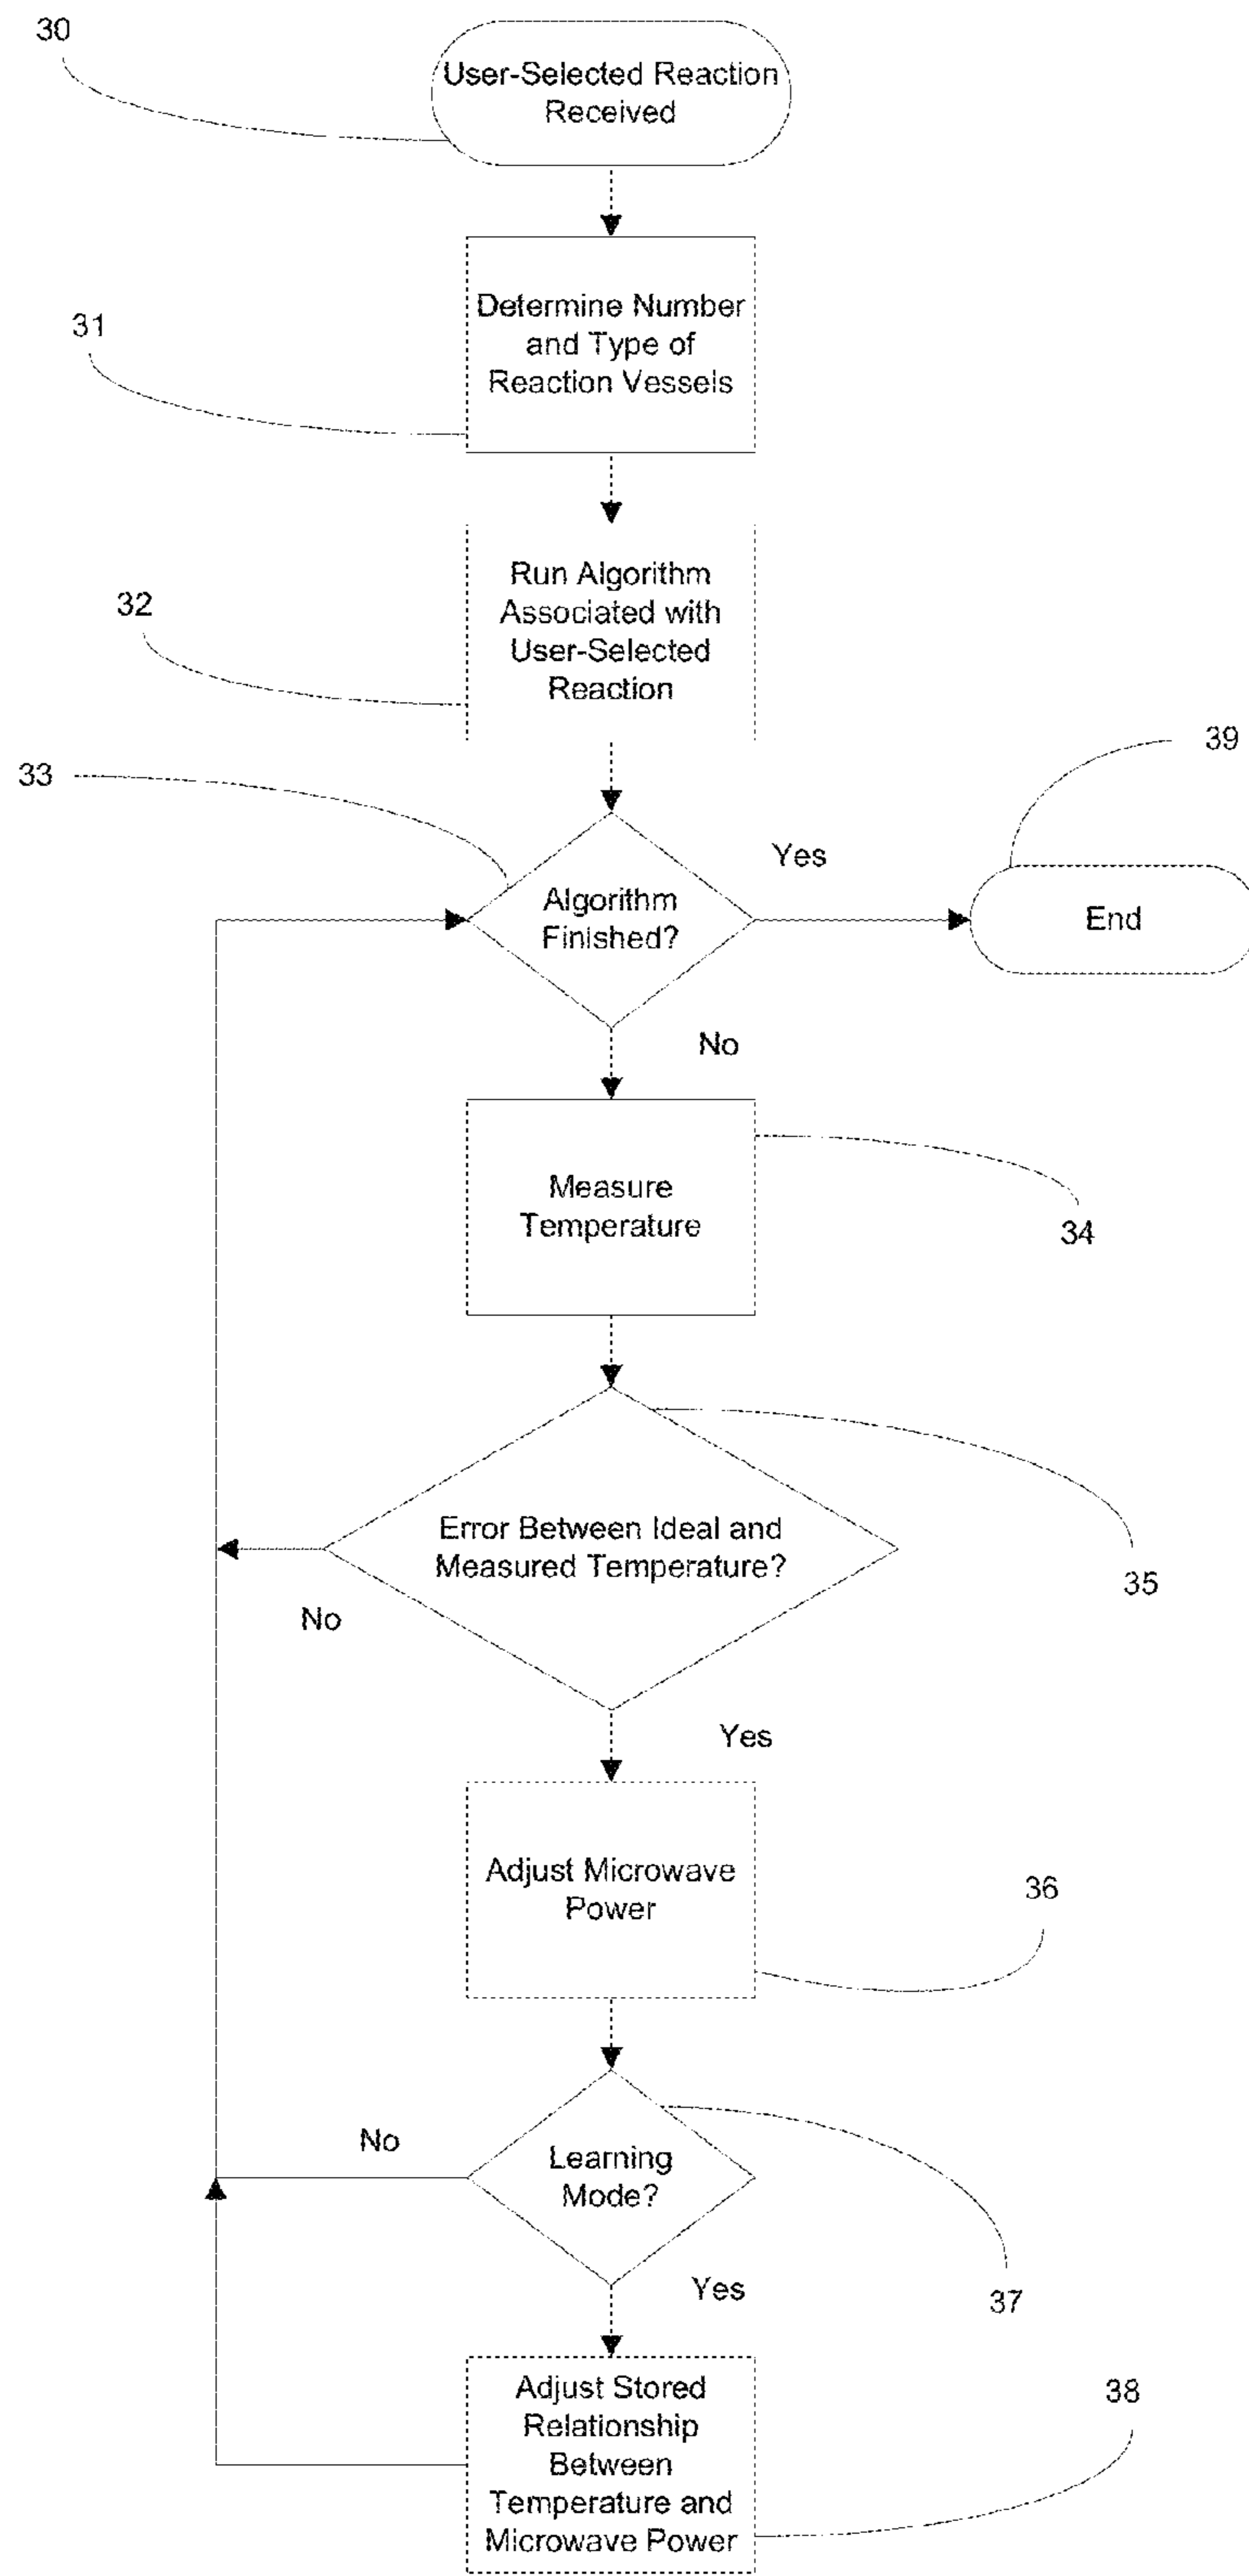 30
User-Selected Reaction
Received
31
Determine Number
and Type of
Reaction Vessels
32
Run Algorithm
Associated with
User-Selected
Reaction
33
39
Yes
Algorithm
Finished?
End
No
Measure
Temperature
34
Error Between Ideal and
Measured Temperature?
35
No
Yes
Adjust Microwave
Power
36
No
Learning
Mode?
Yes
37
Adjust Stored
Relationship
Between
Temperature and
Microwave Power
38